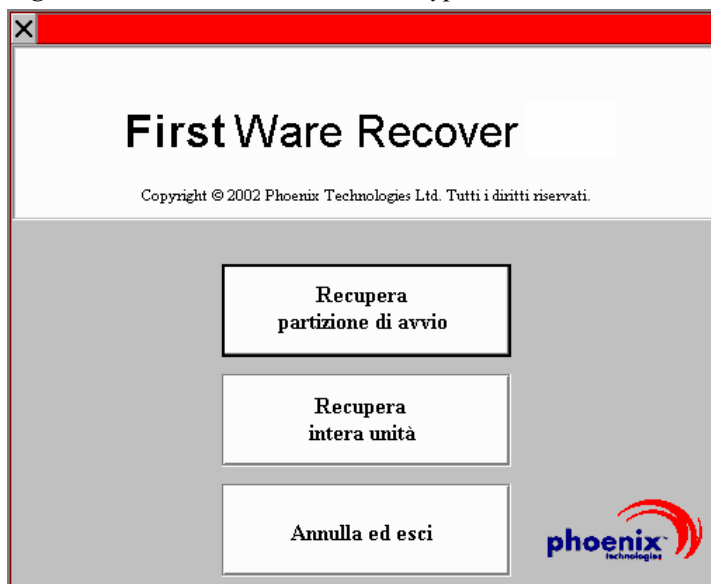 First Ware Recover
Copyright © 2002 Phoenix Technologies Ltd. Tutti i diritti riservati.
Recupera
partizione di avvio
Recupera
intera unità
Annulla ed esci
phoenix
technologies